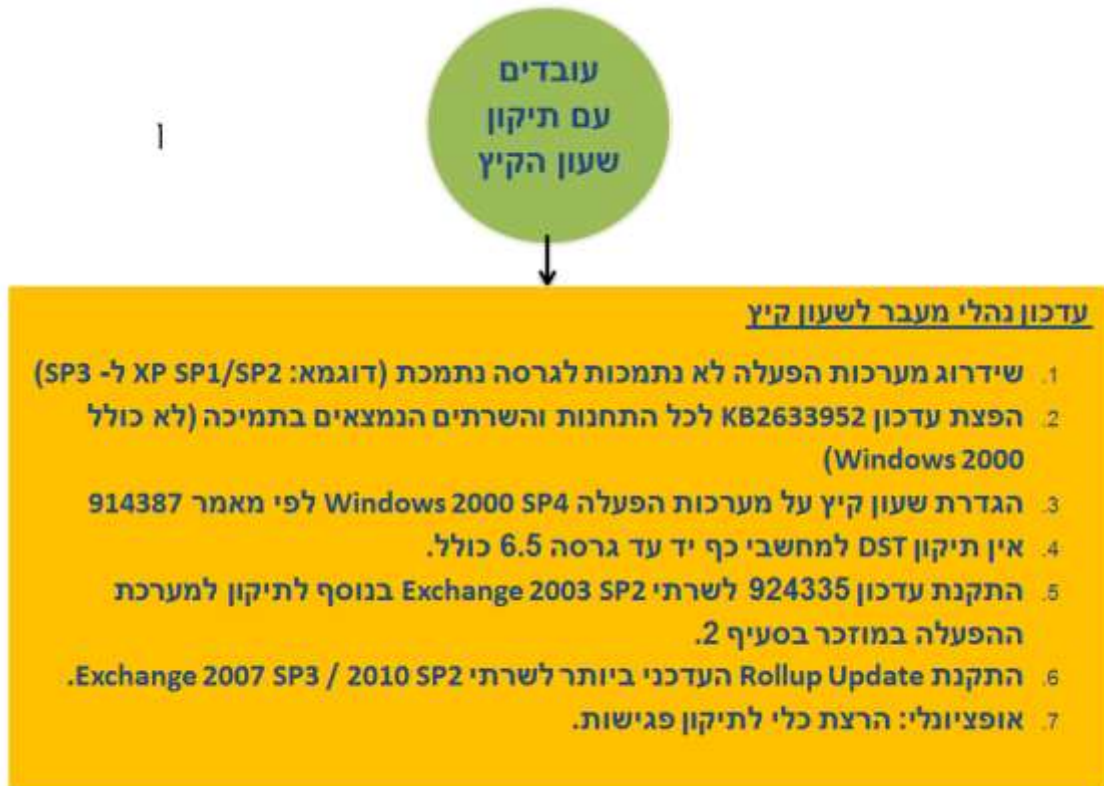 עובדים
עם תיקון
שעון הקיץ
עדכון נהלי מעבר לשעון קיץ
1. שידרוג מערכות הפעלה לא נתמכות לגרסה נתמכת (דוגמא: XP SP1/SP2 ל- SP3)
2. הפצת עדכון KB2633952 לכל התחנות והשרתים הנמצאים בתמיכה (לא כולל
Windows 2000)
3. הגדרת שעון קיץ על מערכות הפעלה Windows 2000 SP4 לפי מאמר 914387
4. אין תיקון DST למחשבי כף יד עד גרסה 6.5 כולל.
5. התקנת עדכון 924335 לשרתי Exchange 2003 SP2 בנוסף לתיקון למערכת
ההפעלה במוזכר בסעיף 2.
6. התקנת Rollup Update העדכני ביותר לשרתי Exchange 2007 SP3 / 2010 SP2.
7. אופציונלי: הרצת כלי לתיקון פגישות.